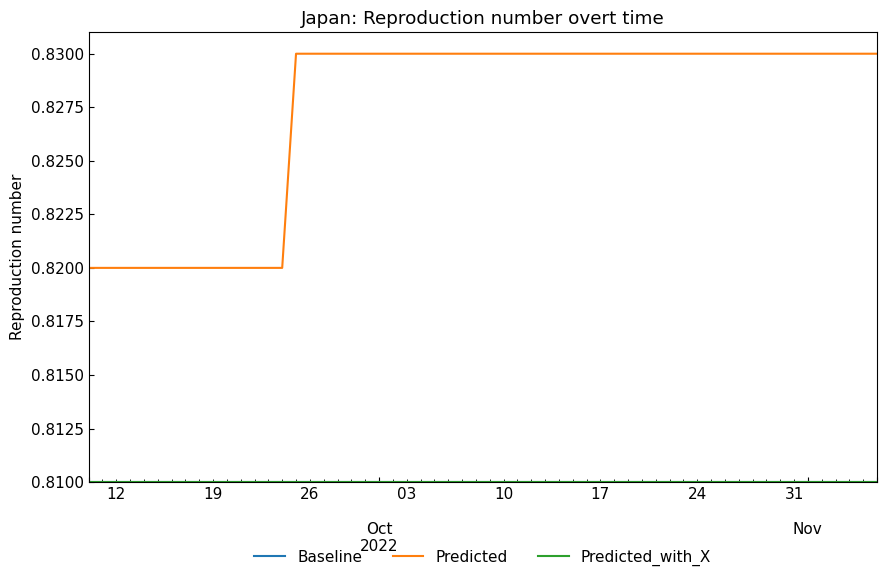 Japan: Reproduction number overt time
Reproduction number
0.8300
0.8275
0.8250
0.8225
0.8200
0.8175
0.8150
0.8125
0.8100
12 19 26 03 10 17 24 31
Oct Nov
2022
Baseline Predicted Predicted_with_X